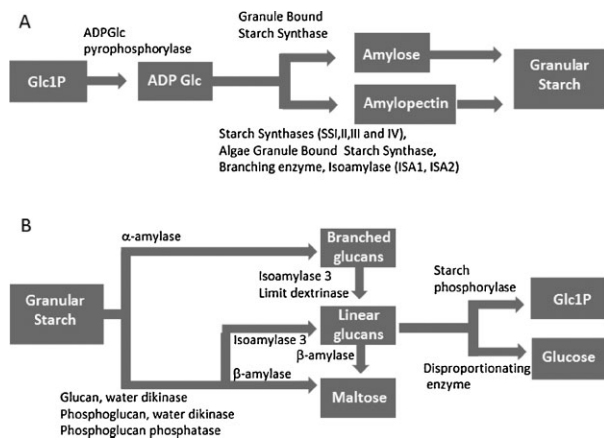 A
ADPGlc
pyrophosphorylase
Glc1P
ADP Glc
Granule Bound
Starch Synthase
Amylose
Amylopectin
Granular
Starch
Starch Synthases (SSI,II,III and IV),
Algae Granule Bound Starch Synthase,
Branching enzyme, Isoamylase (ISA1, ISA2)
B
α-amylase
Branched
glucans
Granular
Starch
Isoamylase 3
Limit dextrinase
Starch
phosphorylase
Glc1P
Isoamylase 3
Linear
glucans
β-amylase
β-amylase
Maltose
Disproportionating
enzyme
Glucose
Glucan, water dikinase
Phosphoglucan, water dikinase
Phosphoglucan phosphatase